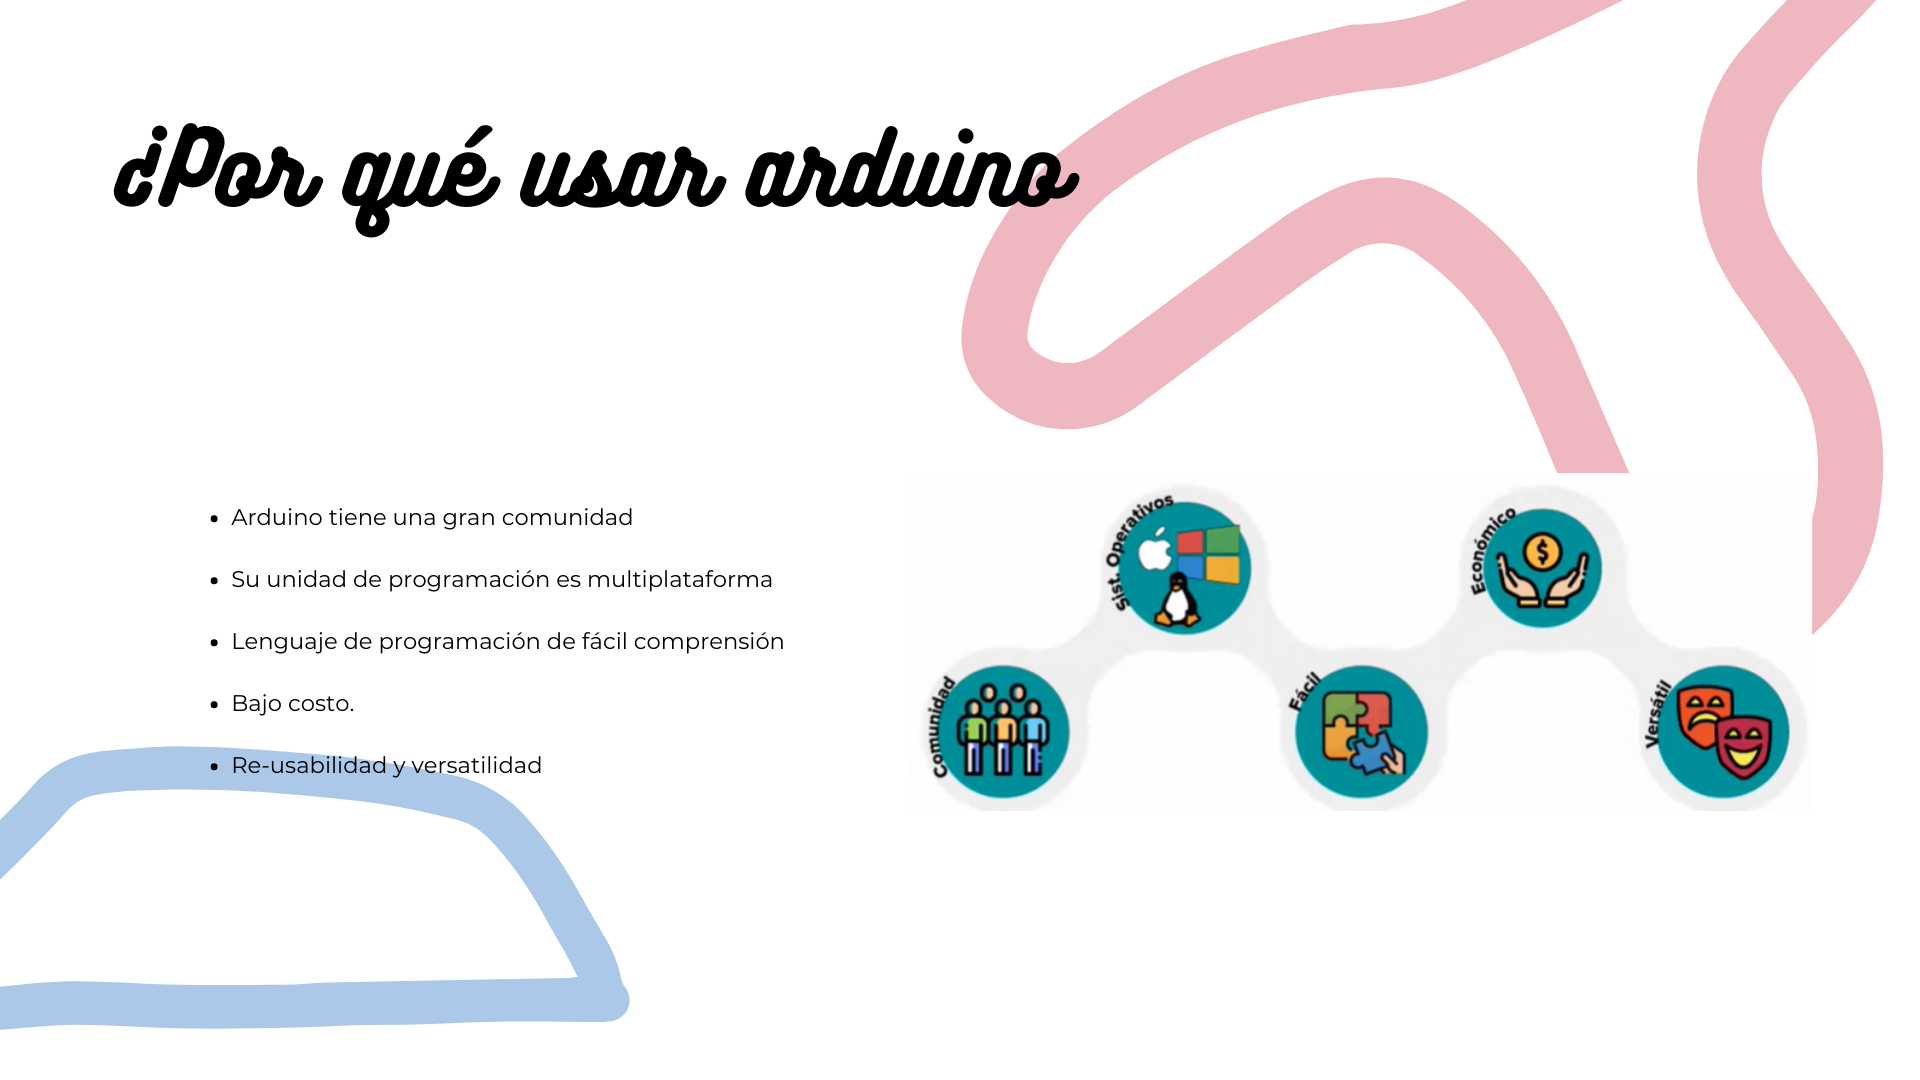 ¿Por qué usar arduino
Arduino tiene una gran comunidad
Su unidad de programación es multiplataforma
Lenguaje de programación de fácil comprensión
Bajo costo.
Re-usabilidad y versatilidad
Comunidad
Sist. Operativos
Fácil
Económico
Versátil
$